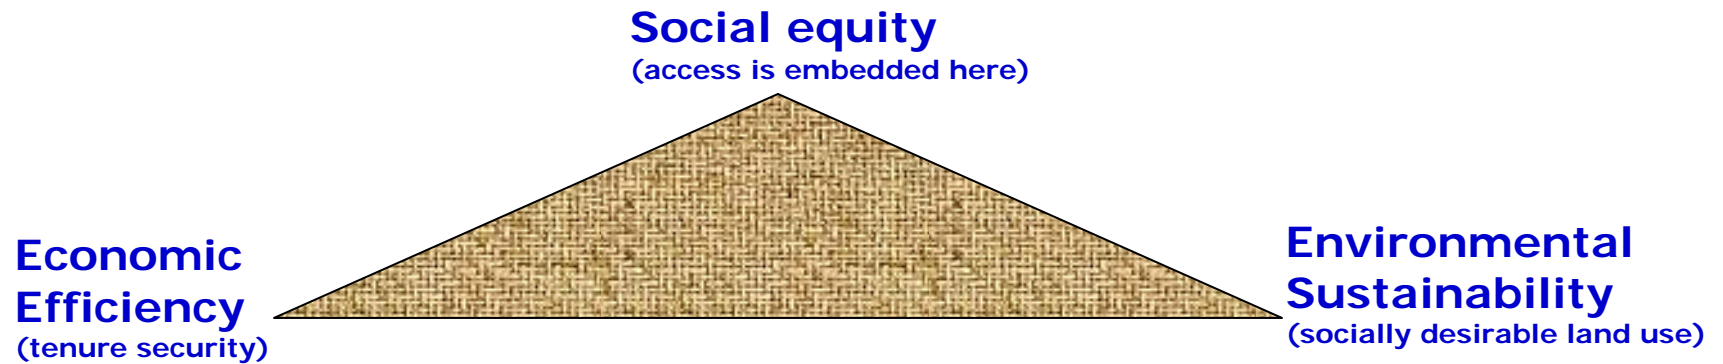 Social equity
(access is embedded here)
Economic
Efficiency
(tenure security)
Environmental
Sustainability
(socially desirable land use)